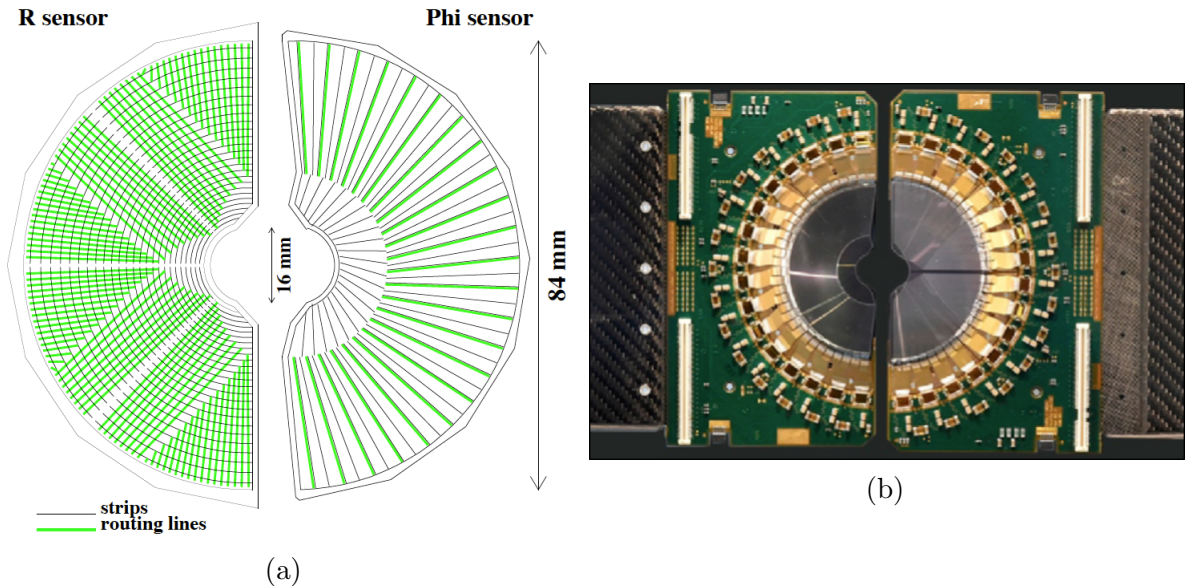 R sensor
Phi sensor
16 mm
84 mm
strips
routing lines
(a)
(b)